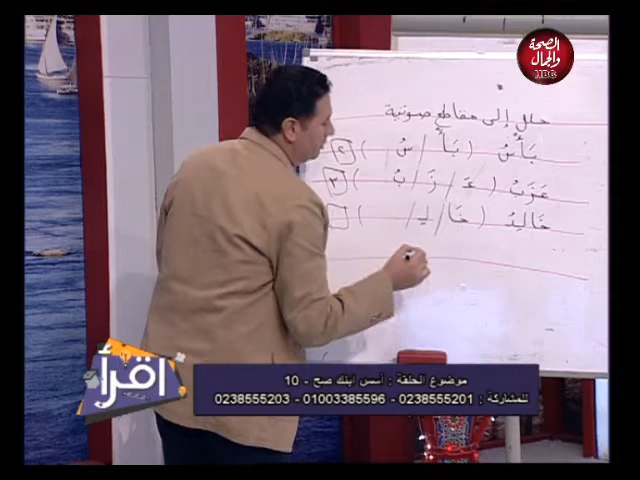 الصحة
والجمال
HBC
حلل إلى مقاطع صوتية
بَأْسُ ( بَأْ / سُ ) ٢
عَزَبُ ( عَـ / زَ / بُ ) ٣
خَالِدُ ( خَا / لِـ / )
اقرأ
موضوع الحلقة : أسس ابنك صح - 10
للمشاركة : 0238555201 - 01003385596 - 0238555203